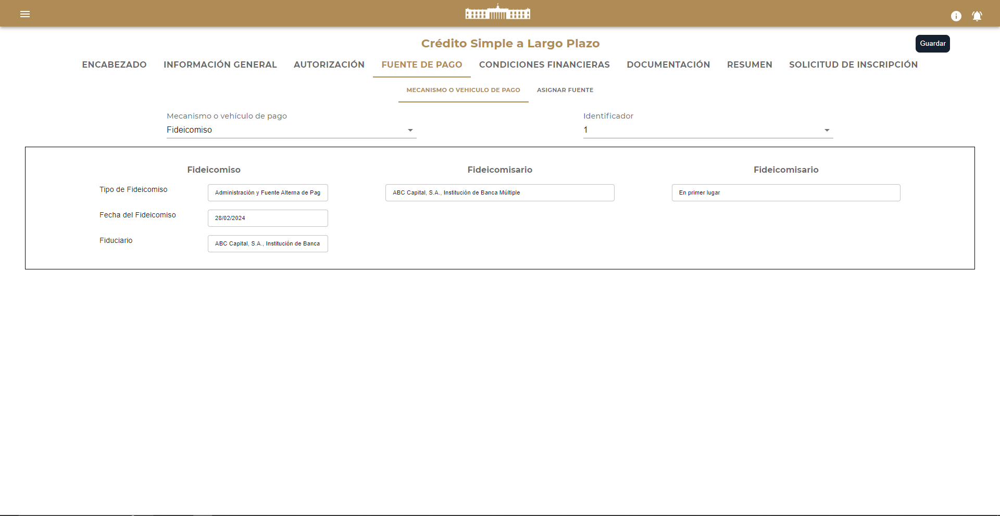 Crédito Simple a Largo Plazo
Guardar
ENCABEZADO INFORMACIÓN GENERAL AUTORIZACIÓN FUENTE DE PAGO CONDICIONES FINANCIERAS DOCUMENTACIÓN RESUMEN SOLICITUD DE INSCRIPCIÓN
MECANISMO O VEHICULO DE PAGO ASIGNAR FUENTE
Mecanismo o vehículo de pago Identificador
Fideicomiso 1
Fideicomiso Fideicomisario Fideicomisario
Tipo de Fideicomiso Administración y Fuente Alterna de Pag ABC Capital, S.A., Institución de Banca Múltiple En primer lugar
Fecha del Fideicomiso 28/02/2024
Fiduciario ABC Capital, S.A., Institución de Banca